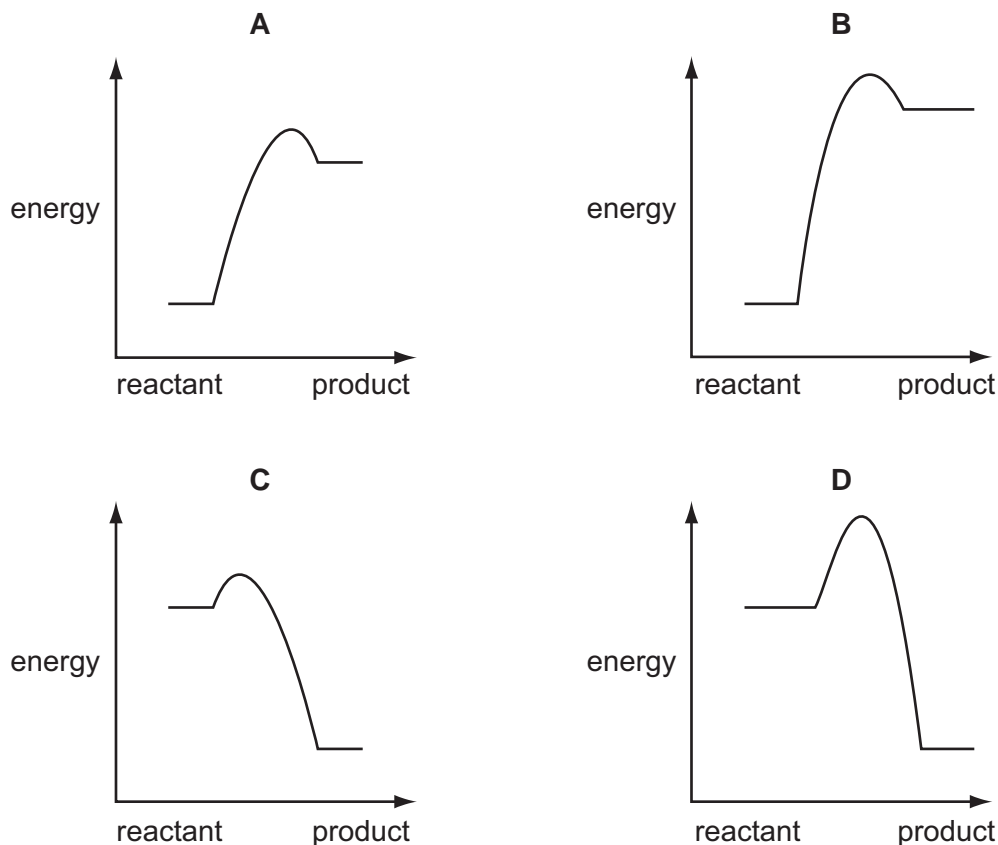 A
B
energy
energy
reactant product
reactant product
C
D
energy
energy
reactant product
reactant product